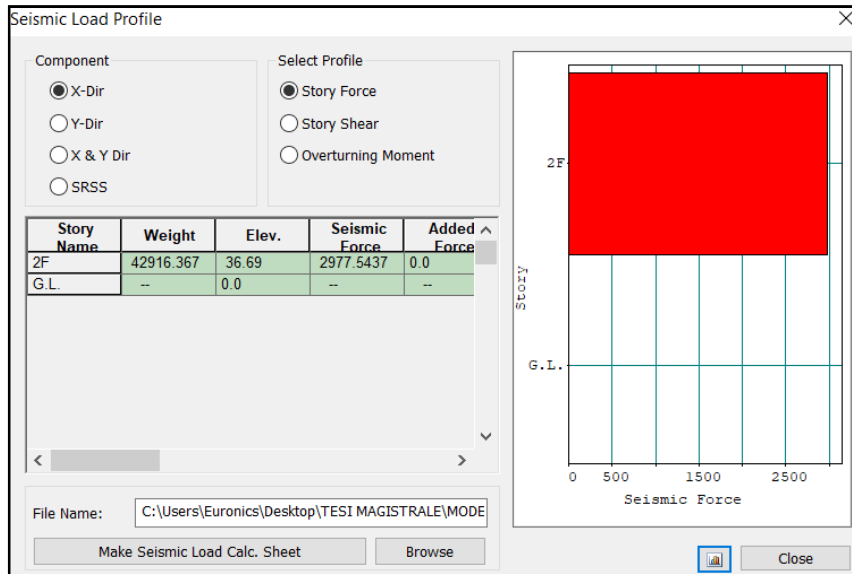 Seismic Load Profile
Component
X-Dir
Y-Dir
X & Y Dir
SRSS
Select Profile
Story Force
Story Shear
Overturning Moment
Story Name Weight Elev. Seismic Force Added Force
2F 42916.367 36.69 2977.5437 0.0
G.L. -- 0.0 -- --
File Name: C:\Users\Euronics\Desktop\TESI MAGISTRALE\MODE
Make Seismic Load Calc. Sheet Browse
2F
Story
G.L.
0 500 1500 2500
Seismic Force
Close